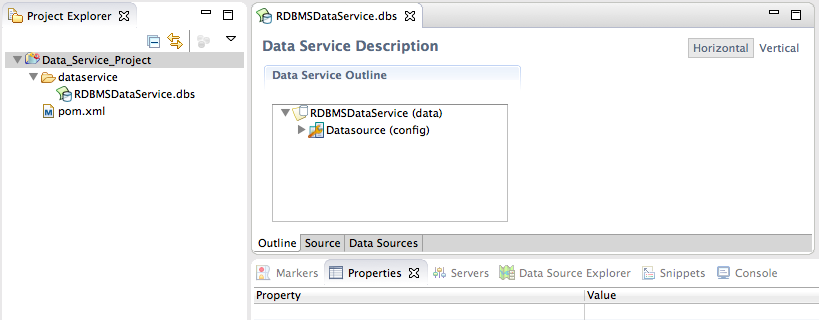 Project Explorer
Data_Service_Project
dataservice
RDBMSDataService.dbs
pom.xml
RDBMSDataService.dbs
Data Service Description
Horizontal Vertical
Data Service Outline
RDBMSDataService (data)
Datasource (config)
Outline Source Data Sources
Markers Properties Servers Data Source Explorer Snippets Console
Property Value